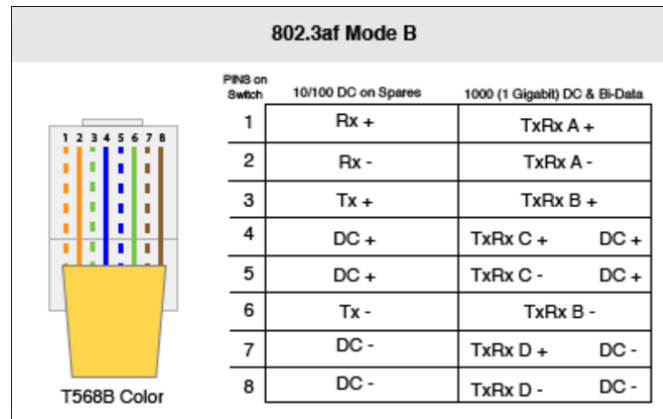 802.3af Mode B
PINS on
Switch
10/100 DC on Spares
1000 (1 Gigabit) DC & Bi-Data
1 2 3 4 5 6 7 8
1 Rx + TxRx A +
2 Rx - TxRx A -
3 Tx + TxRx B +
4 DC + TxRx C + DC +
5 DC + TxRx C - DC +
6 Tx - TxRx B -
7 DC - TxRx D + DC -
8 DC - TxRx D - DC -
T568B Color